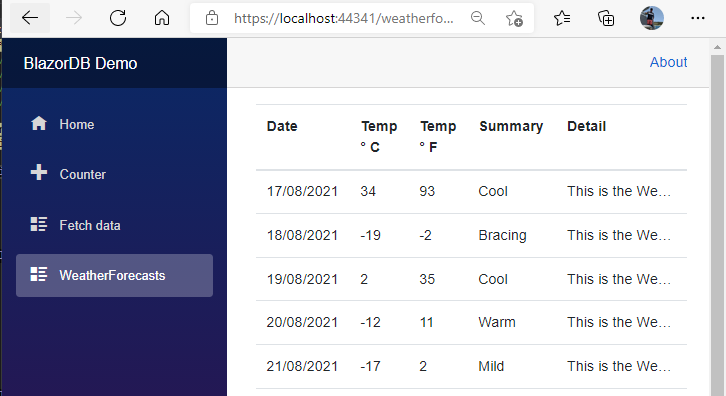 https://localhost:44341/weatherfo...
BlazorDB Demo
About
Home
Counter
Fetch data
WeatherForecasts
Date Temp ° C Temp ° F Summary Detail
17/08/2021 34 93 Cool This is the We...
18/08/2021 -19 -2 Bracing This is the We...
19/08/2021 2 35 Cool This is the We...
20/08/2021 -12 11 Warm This is the We...
21/08/2021 -17 2 Mild This is the We...